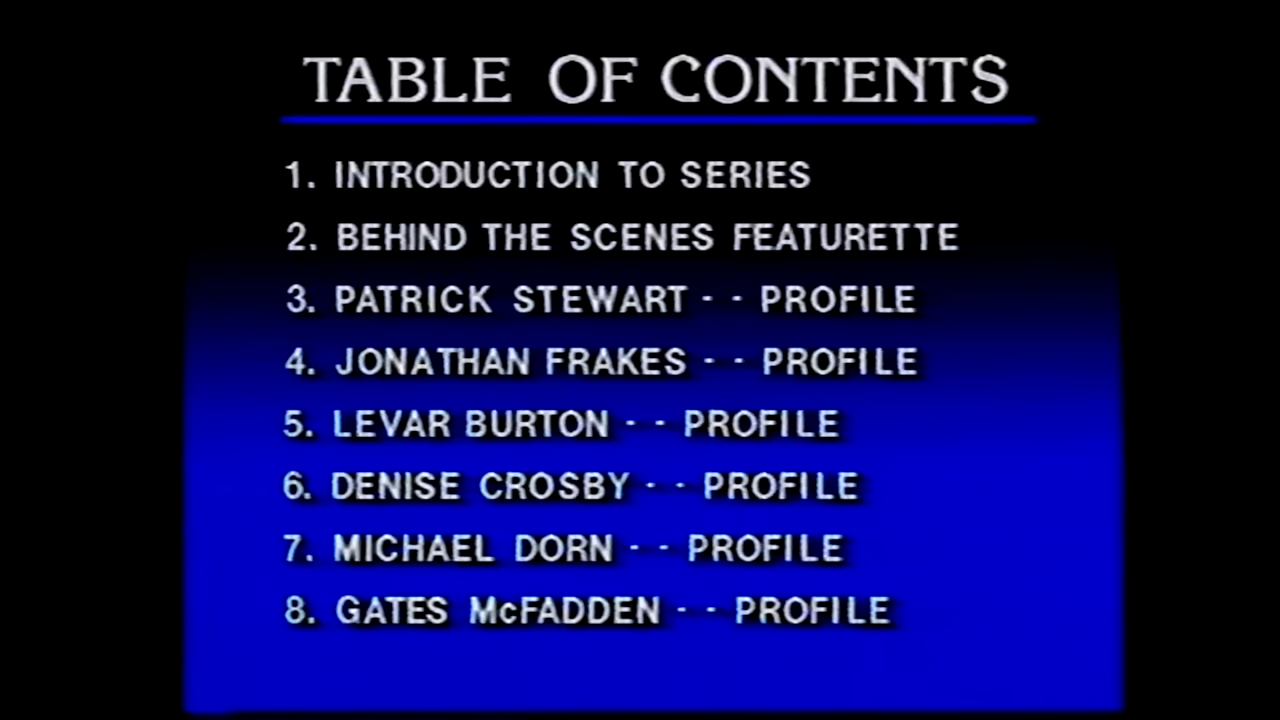 TABLE OF CONTENTS
1. INTRODUCTION TO SERIES
2. BEHIND THE SCENES FEATURETTE
3. PATRICK STEWART - - PROFILE
4. JONATHAN FRAKES - - PROFILE
5. LEVAR BURTON - - PROFILE
6. DENISE CROSBY - - PROFILE
7. MICHAEL DORN - - PROFILE
8. GATES McFADDEN - - PROFILE